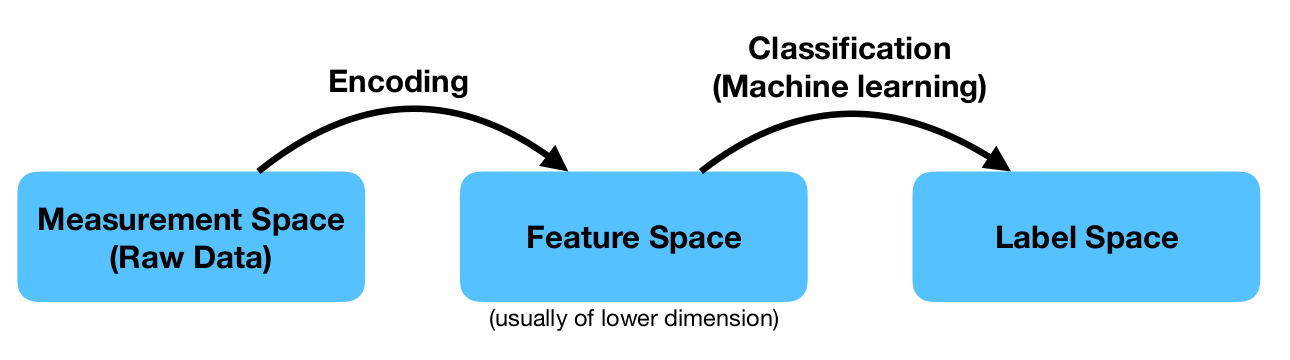 Encoding
Classification
(Machine learning)
Measurement Space
(Raw Data)
Feature Space
Label Space
(usually of lower dimension)